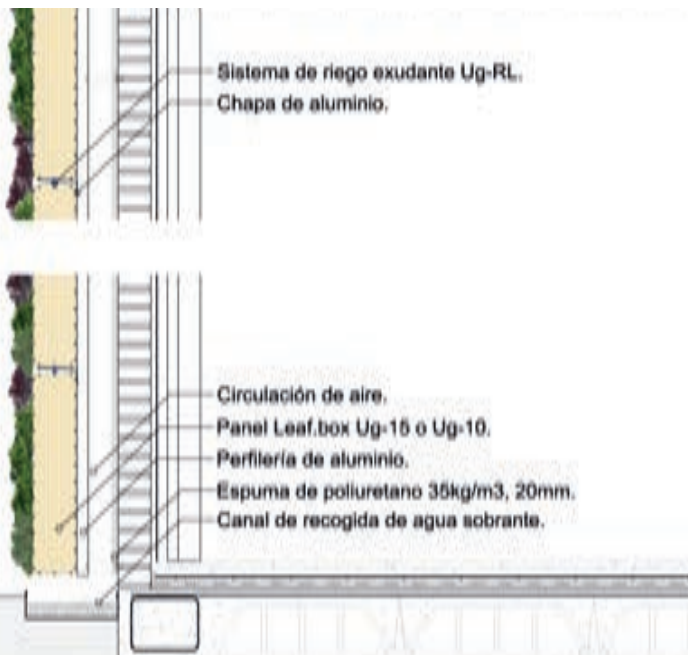 Sistema de riego exudante Ug-RL.
Chapa de aluminio.
Circulación de aire.
Panel Leaf.box Ug-15 o Ug-10.
Perfilería de aluminio.
Espuma de poliuretano 35kg/m3, 20mm.
Canal de recogida de agua sobrante.